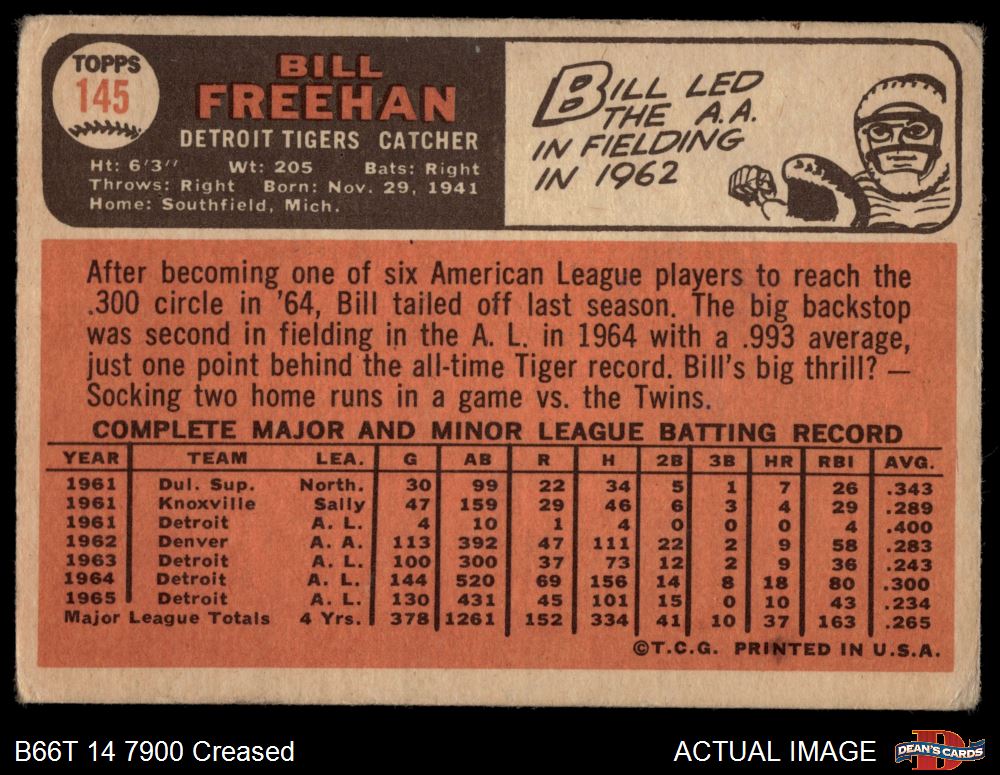 TOPPS
145
BILL
FREEHAN
DETROIT TIGERS CATCHER
Ht: 6'3" Wt: 205 Bats: Right
Throws: Right Born: Nov. 29, 1941
Home: Southfield, Mich.
BILL LED
THE A.A.
IN FIELDING
IN 1962
After becoming one of six American League players to reach the
.300 circle in '64, Bill tailed off last season. The big backstop
was second in fielding in the A. L. in 1964 with a .993 average,
just one point behind the all-time Tiger record. Bill's big thrill? —
Socking two home runs in a game vs. the Twins.
COMPLETE MAJOR AND MINOR LEAGUE BATTING RECORD
YEAR TEAM LEA. G AB R H 2B 3B HR RBI AVG.
1961 Dul. Sup. North. 30 99 22 34 5 1 7 26 .343
1961 Knoxville Sally 47 159 29 46 6 3 4 29 .289
1961 Detroit A. L. 4 10 1 4 0 0 0 4 .400
1962 Denver A. A. 113 392 47 111 22 2 9 58 .283
1963 Detroit A. L. 100 300 37 73 12 2 9 36 .243
1964 Detroit A. L. 144 520 69 156 14 8 18 80 .300
1965 Detroit A. L. 130 431 45 101 15 0 10 43 .234
Major League Totals 4 Yrs. 378 1261 152 334 41 10 37 163 .265
©T.C.G. PRINTED IN U.S.A.
B66T 14 7900 Creased
ACTUAL IMAGE
D
DEAN'S CARDS